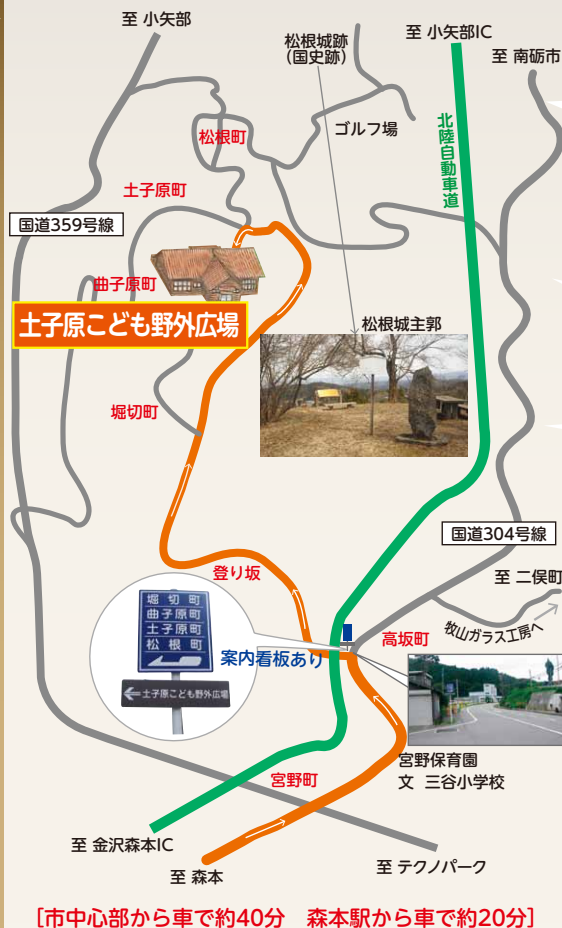 至 小矢部
松根城跡
(国史跡)
至 小矢部IC
至 南砺市
北陸自動車道
ゴルフ場
松根町
土子原町
国道359号線
曲子原町
土子原こども野外広場
松根城主郭
堀切町
国道304号線
登り坂
至 二俣町
牧山ガラス工房へ
堀切町
曲子原町
土子原町
松根町
土子原こども野外広場
案内看板あり
高坂町
宮野保育園
文 三谷小学校
宮野町
至 金沢森本IC
至 森本
至 テクノパーク
[市中心部から車で約40分 森本駅から車で約20分]